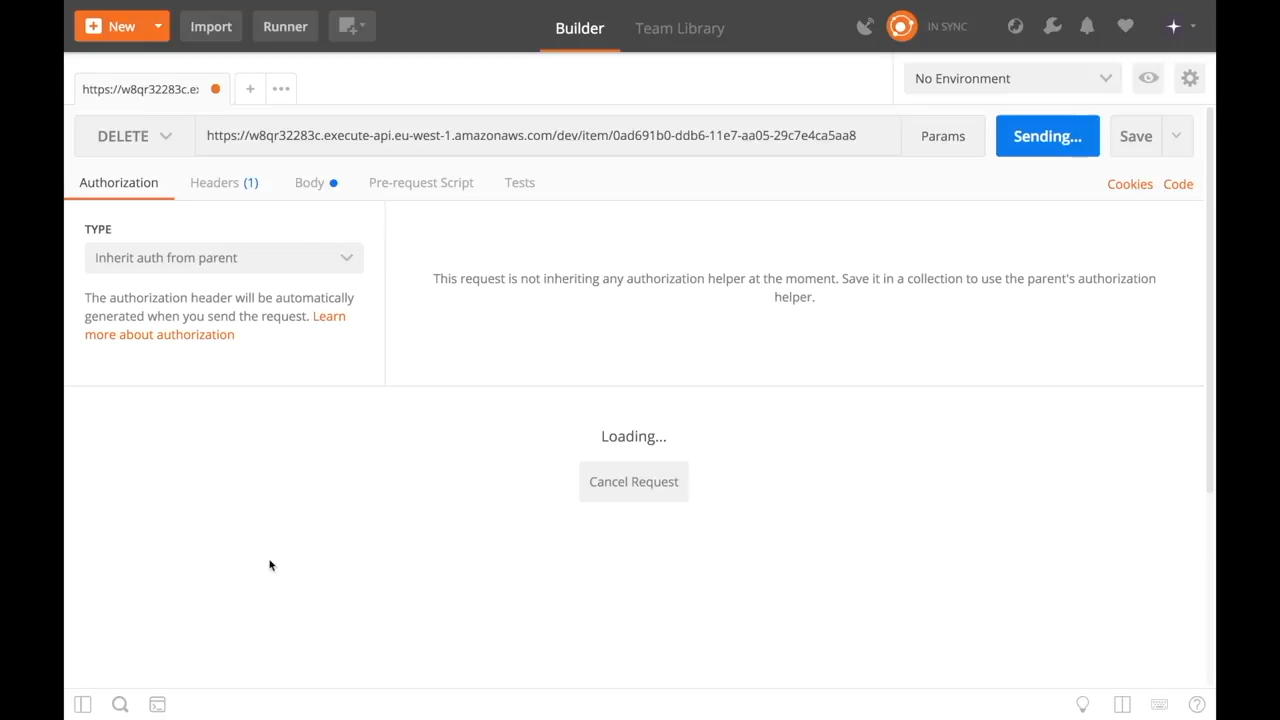 New
Import
Runner
Builder
Team Library
IN SYNC
https://w8qr32283c.e:
No Environment
DELETE
https://w8qr32283c.execute-api.eu-west-1.amazonaws.com/dev/item/0ad691b0-ddb6-11e7-aa05-29c7e4ca5aa8
Params
Sending...
Save
Authorization
Headers (1)
Body
Pre-request Script
Tests
Cookies
Code
TYPE
Inherit auth from parent
The authorization header will be automatically
generated when you send the request. Learn
more about authorization
This request is not inheriting any authorization helper at the moment. Save it in a collection to use the parent's authorization
helper.
Loading...
Cancel Request